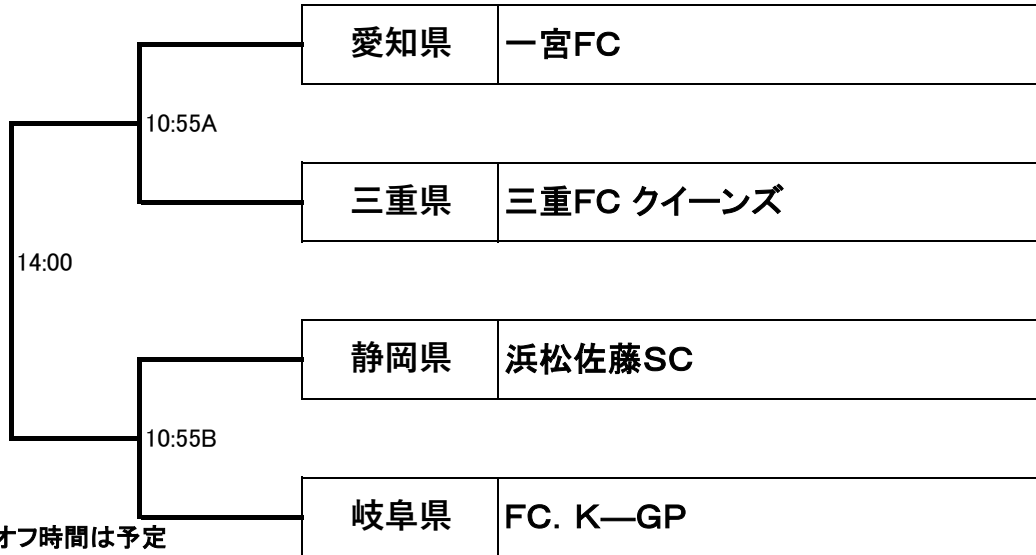 愛知県 一宮FC
10:55A
三重県 三重FC クイーンズ
14:00
静岡県 浜松佐藤SC
10:55B
岐阜県 FC. K―GP
オフ時間は予定